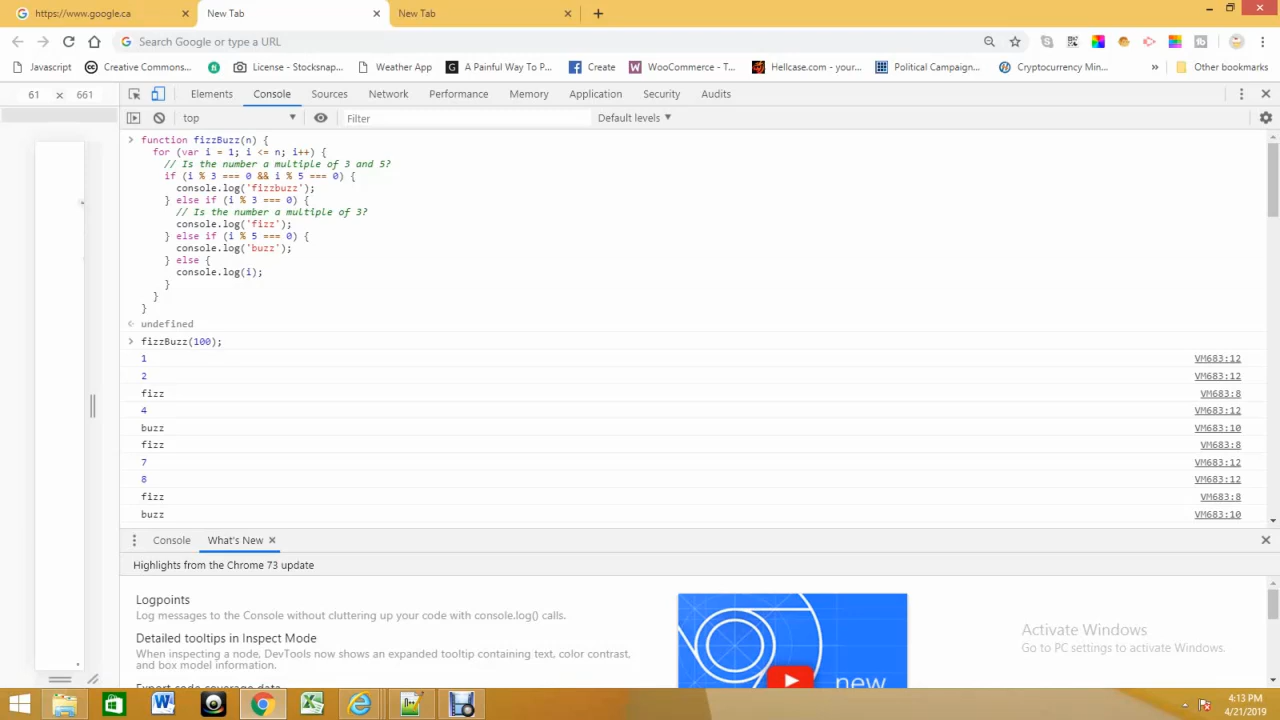 https://www.google.ca
New Tab
New Tab
Search Google or type a URL
Javascript
Creative Commons...
License - Stocksnap...
Weather App
A Painful Way To P...
Create
WooCommerce - T...
Hellcase.com - your...
Political Campaign...
Cryptocurrency Min...
»
Other bookmarks
61 × 661
Elements
Console
Sources
Network
Performance
Memory
Application
Security
Audits
top
Filter
Default levels
function fizzBuzz(n) {
for (var i = 1; i <= n; i++) {
// Is the number a multiple of 3 and 5?
if (i % 3 === 0 && i % 5 === 0) {
console.log('fizzbuzz');
} else if (i % 3 === 0) {
// Is the number a multiple of 3?
console.log('fizz');
} else if (i % 5 === 0) {
console.log('buzz');
} else {
console.log(i);
}
}
}
undefined
fizzBuzz(100);
1 VM683:12
2 VM683:12
fizz VM683:8
4 VM683:12
buzz VM683:10
fizz VM683:8
7 VM683:12
8 VM683:12
fizz VM683:8
buzz VM683:10
Console
What's New
Highlights from the Chrome 73 update
Logpoints
Log messages to the Console without cluttering up your code with console.log() calls.
Detailed tooltips in Inspect Mode
When inspecting a node, DevTools now shows an expanded tooltip containing text, color contrast,
and box model information.
Export code coverage data
new
Activate Windows
Go to PC settings to activate Windows.
4:13 PM
4/21/2019